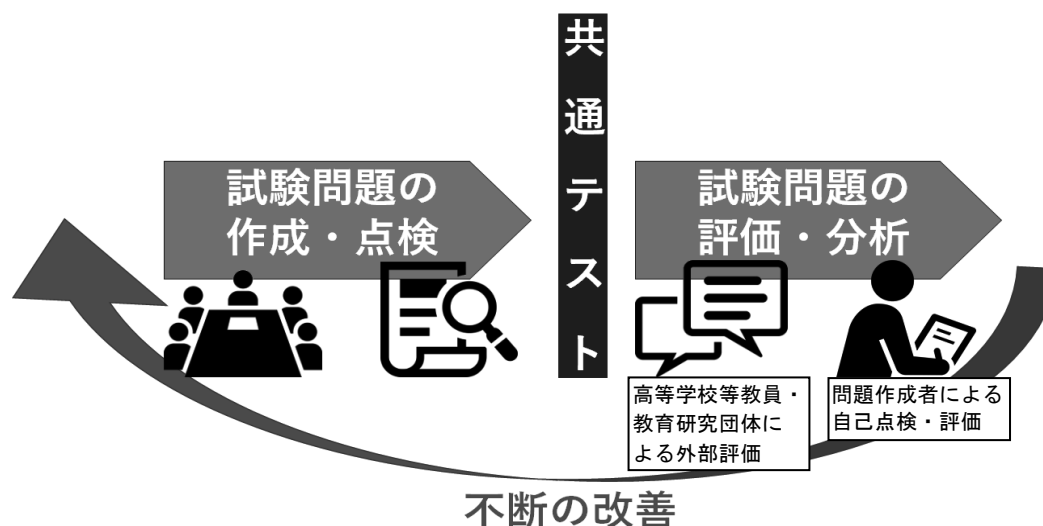 試験問題の
作成・点検
共通テスト
試験問題の
評価・分析
高等学校等教員・
教育研究団体に
よる外部評価
問題作成者による
自己点検・評価
不断の改善